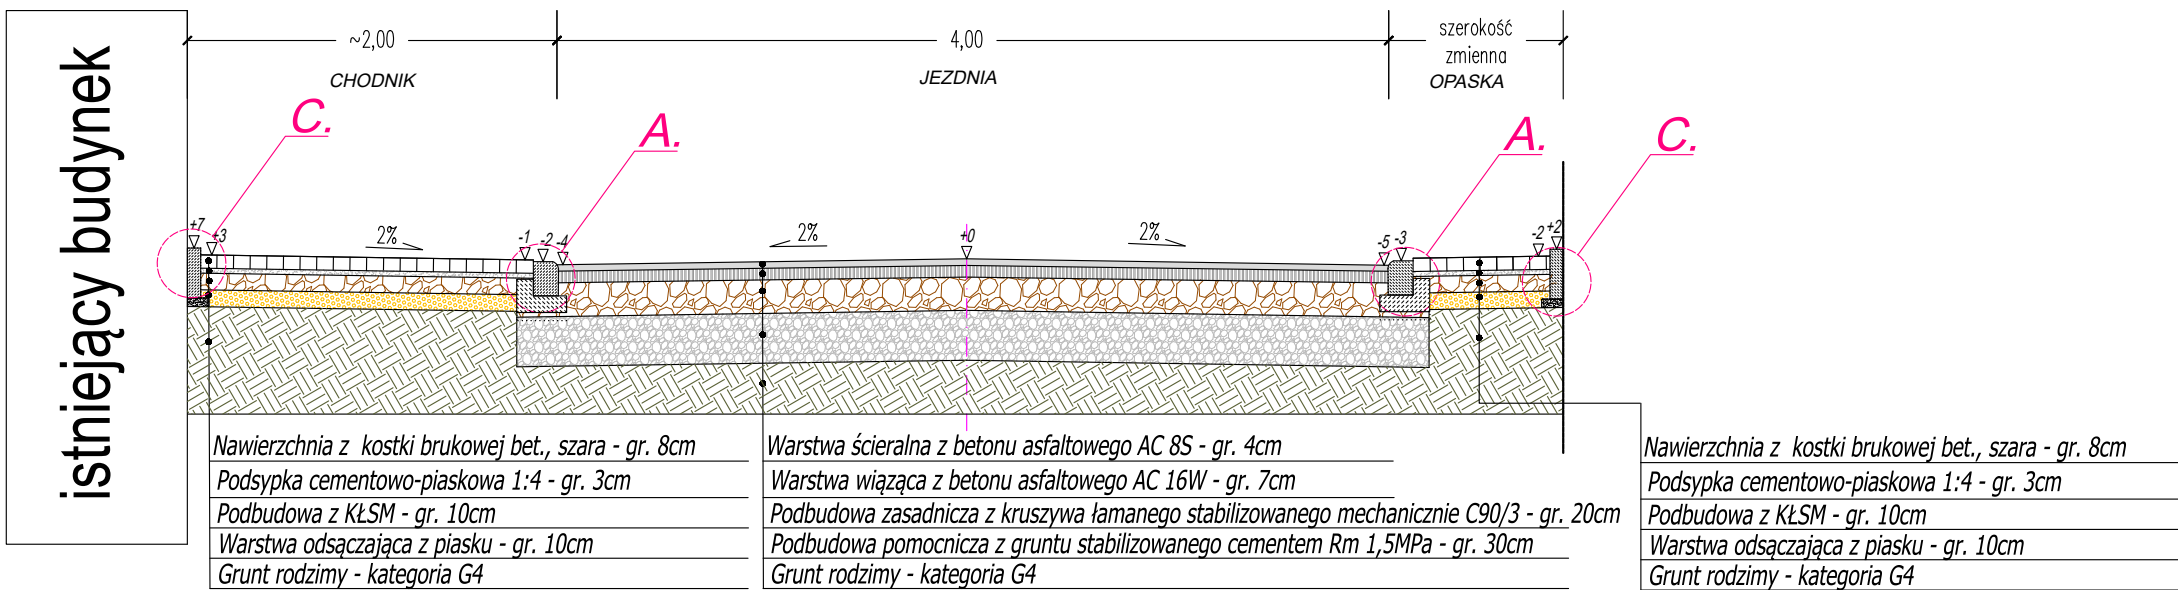 istniejący budynek
~2,00
4,00
szerokość
zmienna
CHODNIK
JEZDNIA
OPASKA
C.
A.
A.
C.
+7
+3
2%
-1
-2
-4
2%
+0
2%
-5
-3
-2
+2
Nawierzchnia z kostki brukowej bet., szara - gr. 8cm
Podsypka cementowo-piaskowa 1:4 - gr. 3cm
Podbudowa z KŁSM - gr. 10cm
Warstwa odsączająca z piasku - gr. 10cm
Grunt rodzimy - kategoria G4
Warstwa ścieralna z betonu asfaltowego AC 8S - gr. 4cm
Warstwa wiążąca z betonu asfaltowego AC 16W - gr. 7cm
Podbudowa zasadnicza z kruszywa łamanego stabilizowanego mechanicznie C90/3 - gr. 20cm
Podbudowa pomocnicza z gruntu stabilizowanego cementem Rm 1,5MPa - gr. 30cm
Grunt rodzimy - kategoria G4
Nawierzchnia z kostki brukowej bet., szara - gr. 8cm
Podsypka cementowo-piaskowa 1:4 - gr. 3cm
Podbudowa z KŁSM - gr. 10cm
Warstwa odsączająca z piasku - gr. 10cm
Grunt rodzimy - kategoria G4